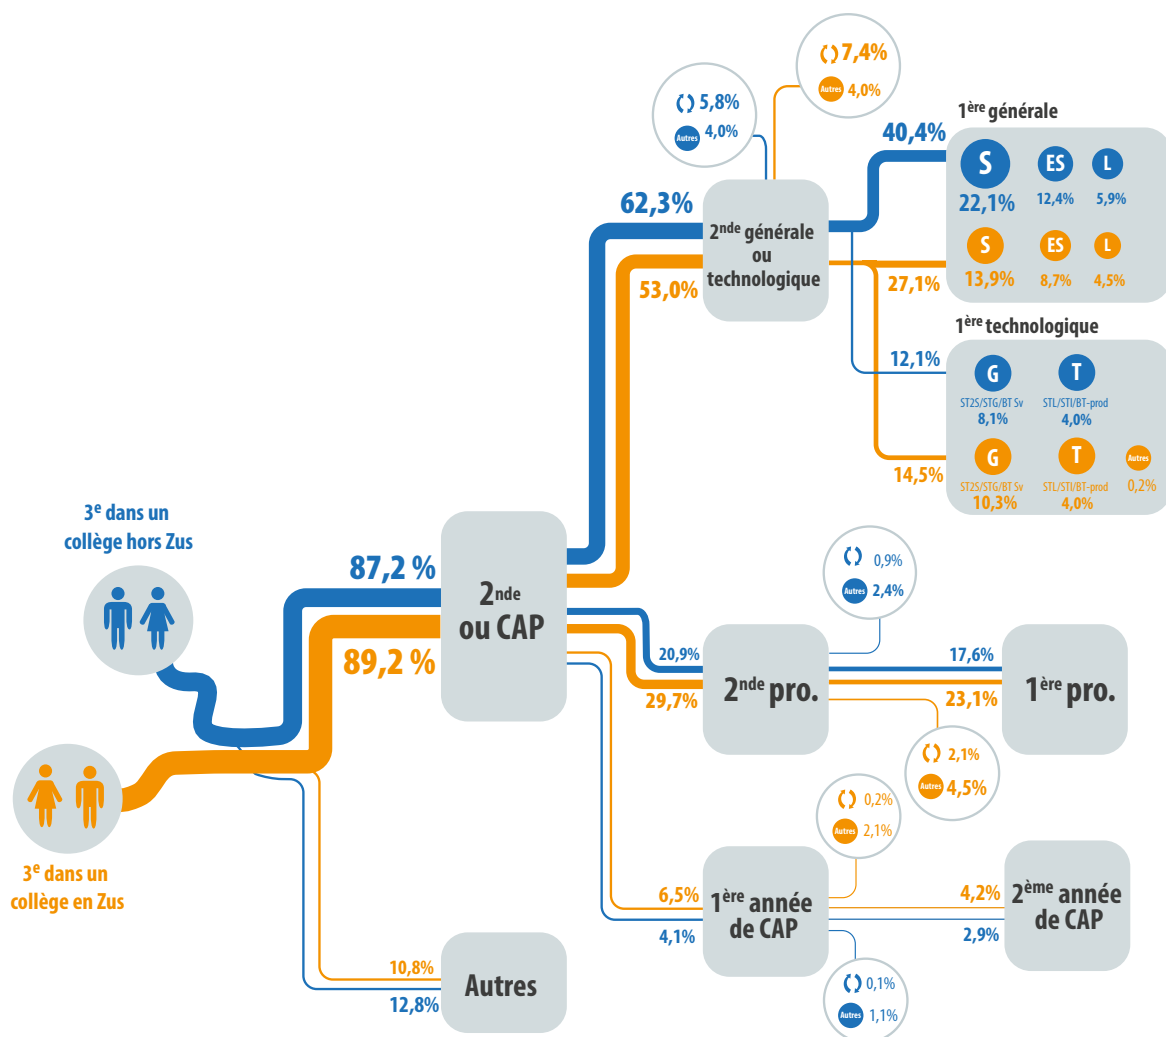 7,4%
Autres 4,0%
5,8%
Autres 4,0%
1ère générale
40,4%
S ES L
22,1% 12,4% 5,9%
S ES L
13,9% 8,7% 4,5%
27,1%
62,3%
53,0%
2nde générale
ou
technologique
1ère technologique
12,1%
G T
ST2S/STG/BT Sv STL/STI/BT-prod
8,1% 4,0%
G T Autres
ST2S/STG/BT Sv STL/STI/BT-prod 0,2%
10,3% 4,0%
14,5%
3e dans un
collège hors Zus
87,2 %
89,2 %
2nde
ou CAP
0,9%
Autres 2,4%
20,9%
29,7%
2nde pro.
17,6%
23,1%
1ère pro.
2,1%
Autres 4,5%
3e dans un
collège en Zus
0,2%
Autres 2,1%
6,5%
4,1%
1ère année
de CAP
4,2%
2,9%
2ème année
de CAP
0,1%
Autres 1,1%
10,8%
12,8%
Autres